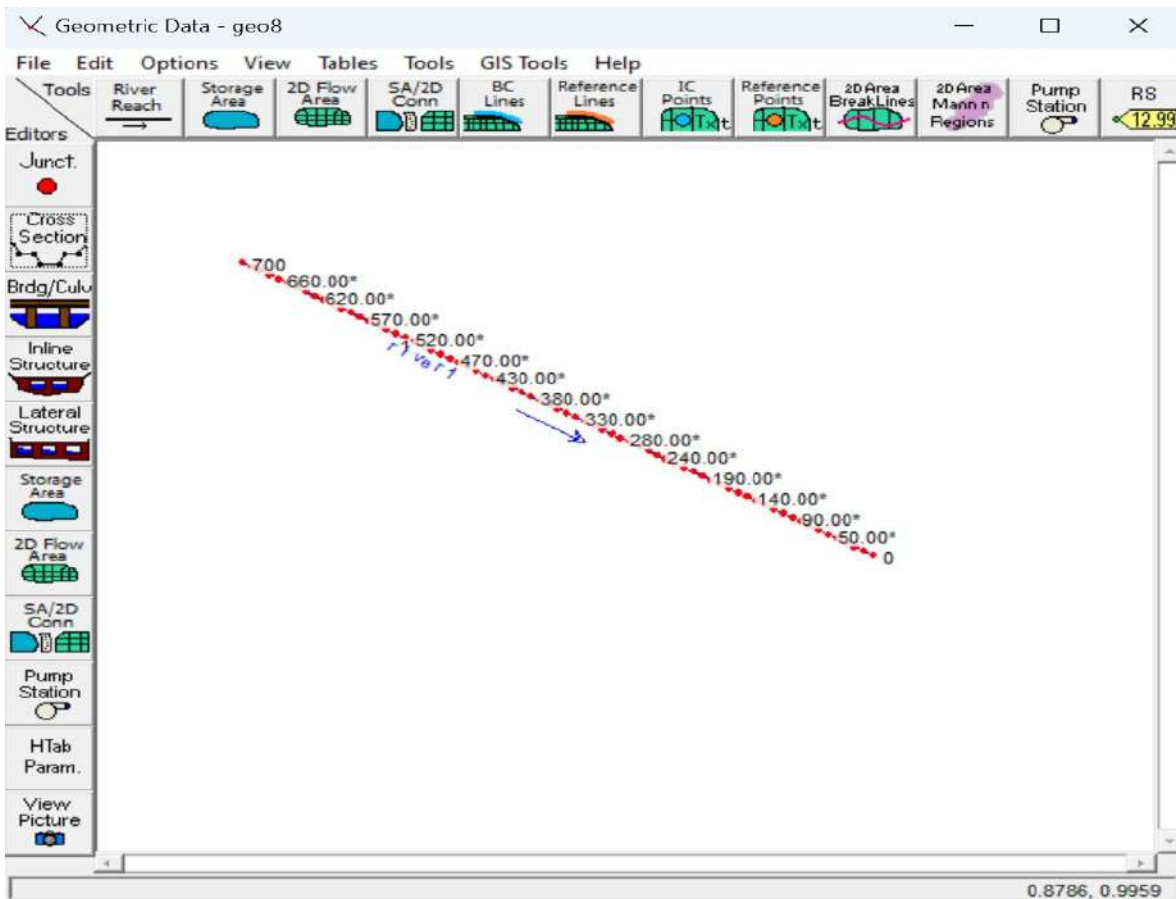 Geometric Data - geo8
File Edit Options View Tables Tools GIS Tools Help
Tools
Editors
River Reach
Storage Area
2D Flow Area
SA/2D Conn
BC Lines
Reference Lines
IC Points
Reference Points
2D Area BreakLines
2D Area Mann n Regions
Pump Station
RS
12.99
Junct.
Cross Section
Brdg/Culv
Inline Structure
Lateral Structure
Storage Area
2D Flow Area
SA/2D Conn
Pump Station
HTab Param.
View Picture
700
660.00*
620.00*
570.00*
520.00*
470.00*
430.00*
380.00*
330.00*
280.00*
240.00*
190.00*
140.00*
90.00*
50.00*
0
0.8786, 0.9959